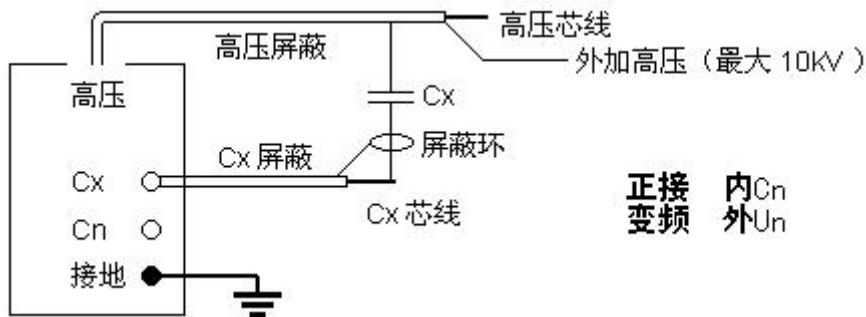 高压芯线
高压屏蔽
外加高压（最大 10KV ）
高压
Cx
Cx 屏蔽
屏蔽环
Cx
Cx 芯线
正接 内Cn
变频 外Un
Cn
接地